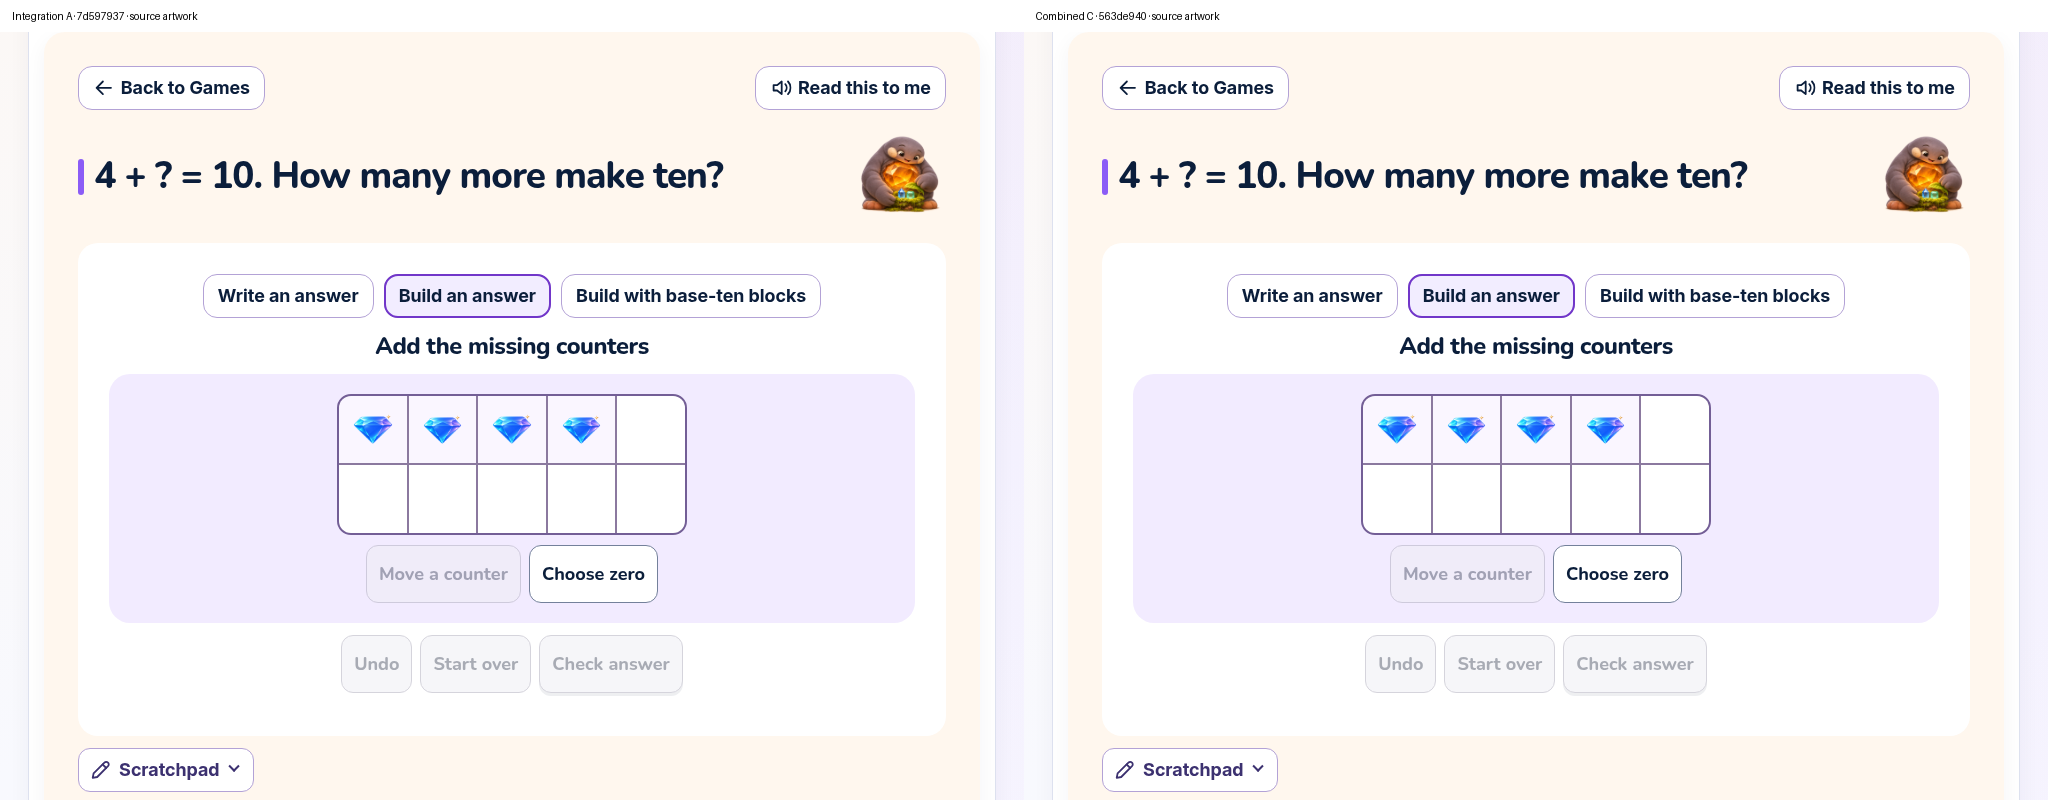 Integration A · 7d597937 · source artwork
Back to Games
Read this to me
4 + ? = 10. How many more make ten?
Write an answer
Build an answer
Build with base-ten blocks
Add the missing counters
Move a counter
Choose zero
Undo
Start over
Check answer
Scratchpad
Combined C · 563de940 · source artwork
Back to Games
Read this to me
4 + ? = 10. How many more make ten?
Write an answer
Build an answer
Build with base-ten blocks
Add the missing counters
Move a counter
Choose zero
Undo
Start over
Check answer
Scratchpad